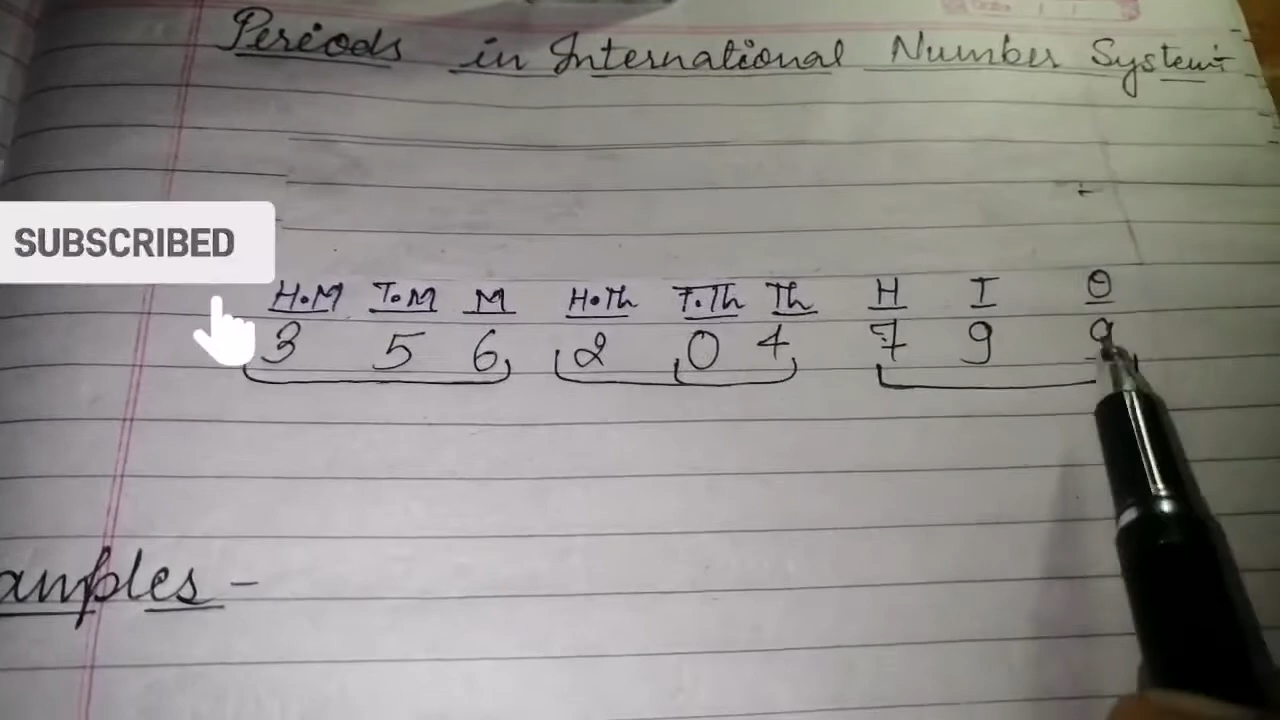 Periods in International Number System:-
SUBSCRIBED
H.M T.M M H.Th T.Th Th H T O
3 5 6 2 0 4 7 9 9
amples -